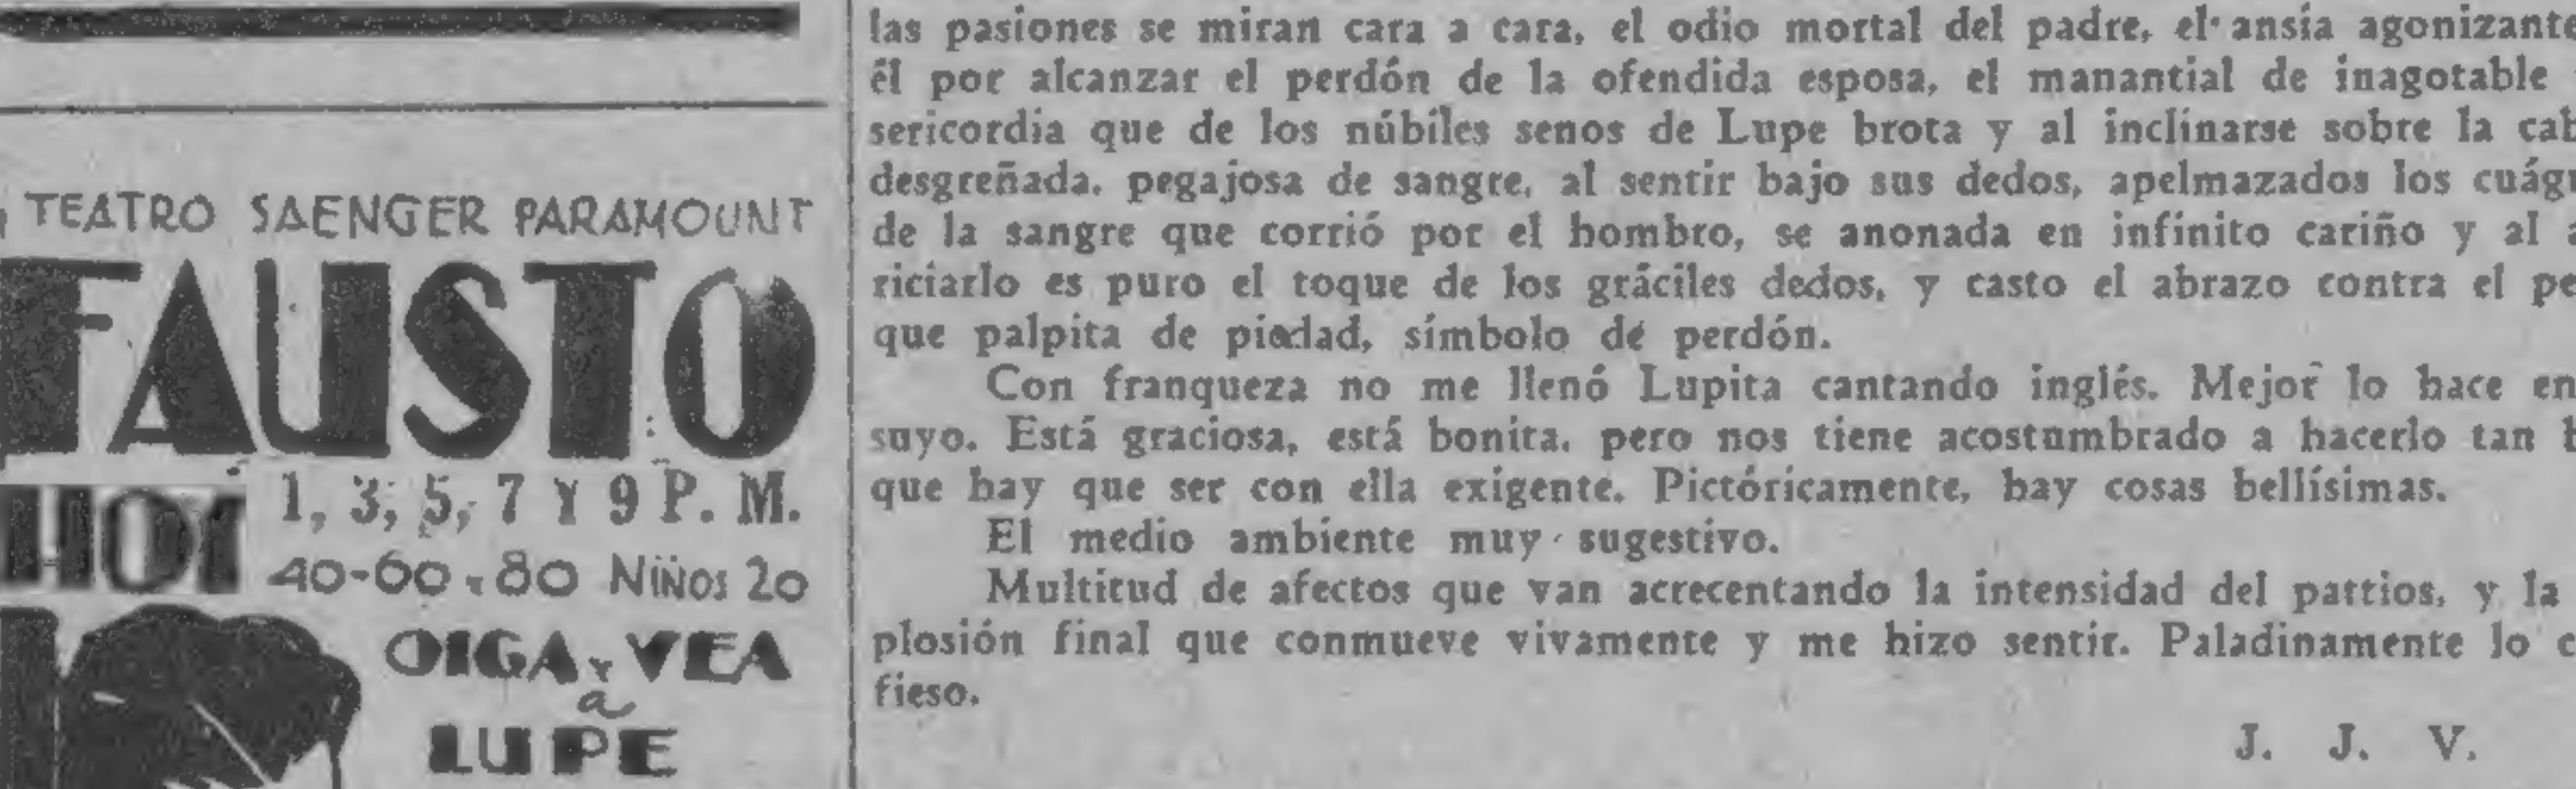 TEATRO SAENGER PARAMOUNT
FAUSTO
HOY
1, 3, 5, 7 Y 9 P. M.
40-60 Y 80 NIÑOS 20
OIGA Y VEA
a
LUPE
las pasiones se miran cara a cara, el odio mortal del padre, el ansía agonizante
él por alcanzar el perdón de la ofendida esposa, el manantial de inagotable
sericordia que de los núbiles senos de Lupe brota y al inclinarse sobre la cab
desgreñada, pegajosa de sangre, al sentir bajo sus dedos, apelmazados los cuág
de la sangre que corrió por el hombro, se anonada en infinito cariño y al a
riciarlo es puro el toque de los gráciles dedos, y casto el abrazo contra el pe
que palpita de piedad, símbolo de perdón.
Con franqueza no me llenó Lupita cantando inglés. Mejor lo hace en
suyo. Está graciosa, está bonita, pero nos tiene acostumbrado a hacerlo tan b
que hay que ser con ella exigente. Pictóricamente, hay cosas bellísimas.
El medio ambiente muy sugestivo.
Multitud de afectos que van acrecentando la intensidad del pattios, y la
plosión final que conmueve vivamente y me hizo sentir. Paladinamente lo c
fieso.
J. J. V.